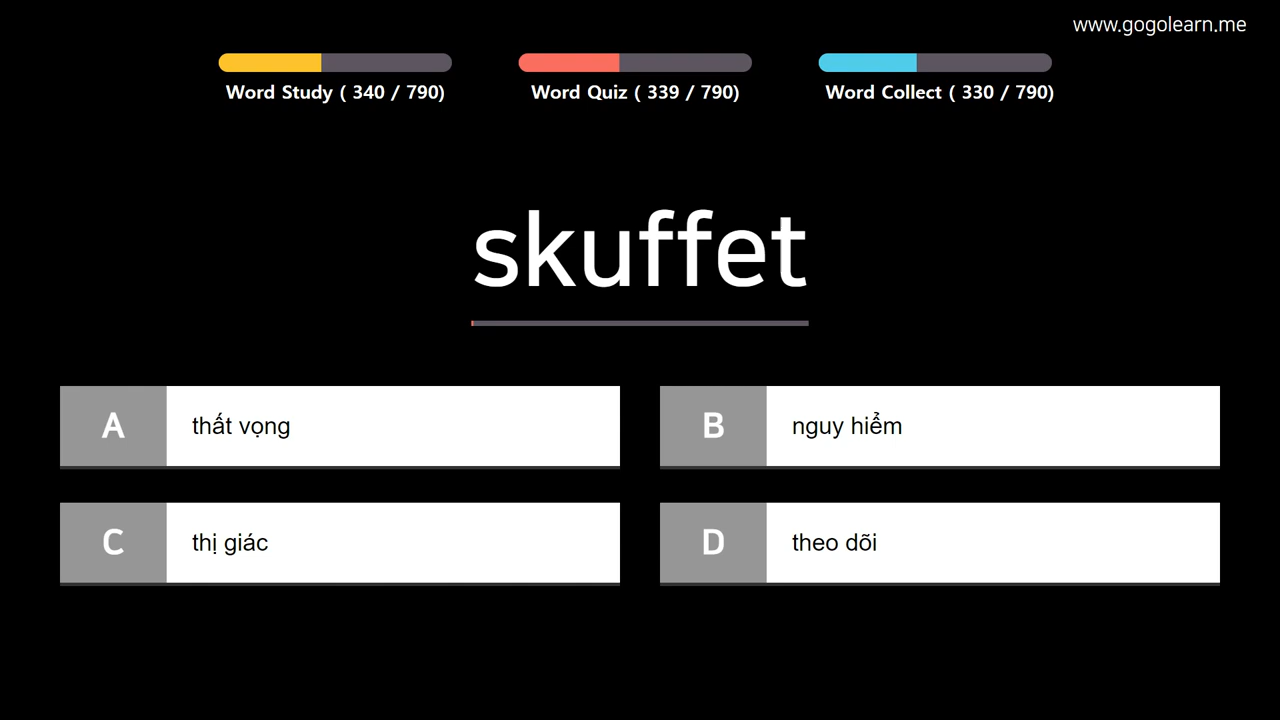 www.gogolearn.me
Word Study ( 340 / 790)
Word Quiz ( 339 / 790)
Word Collect ( 330 / 790)
skuffet
A thất vọng
B nguy hiểm
C thị giác
D theo dõi